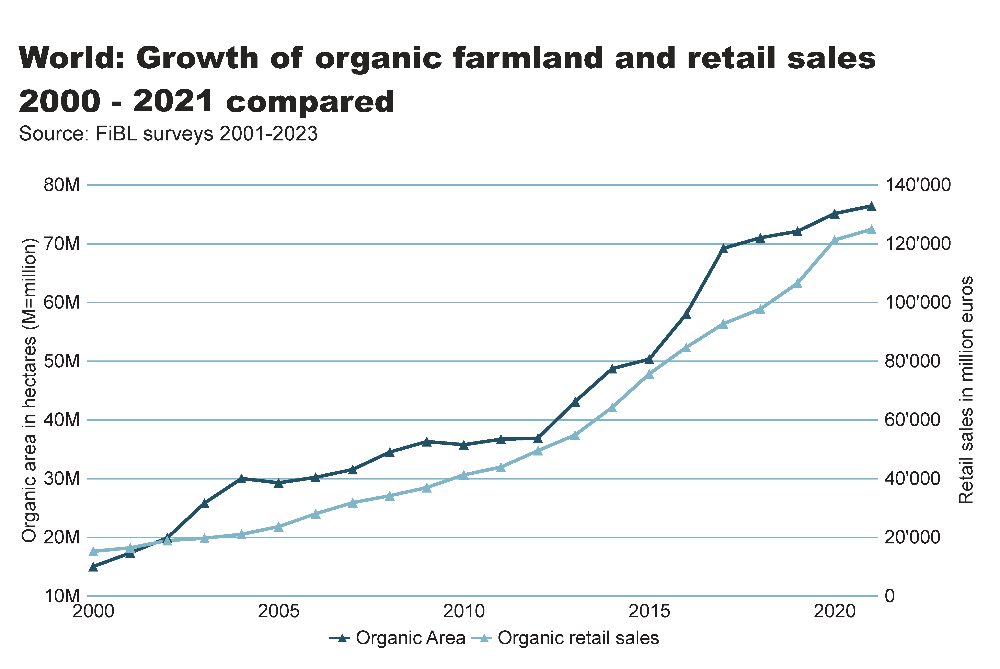 World: Growth of organic farmland and retail sales
2000 - 2021 compared
Source: FiBL surveys 2001-2023
Organic area in hectares (M=million)
80M
70M
60M
50M
40M
30M
20M
10M
140'000
120'000
100'000
80'000
60'000
40'000
20'000
0
Retail sales in million euros
2000 2005 2010 2015 2020
Organic Area Organic retail sales